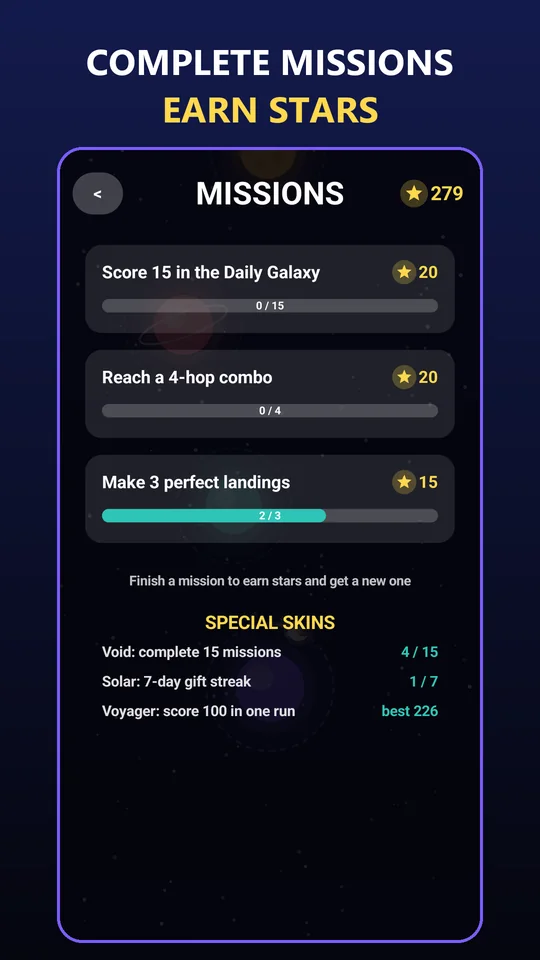 COMPLETE MISSIONS
EARN STARS
< MISSIONS 279
Score 15 in the Daily Galaxy 20
0 / 15
Reach a 4-hop combo 20
0 / 4
Make 3 perfect landings 15
2 / 3
Finish a mission to earn stars and get a new one
SPECIAL SKINS
Void: complete 15 missions 4 / 15
Solar: 7-day gift streak 1 / 7
Voyager: score 100 in one run best 226